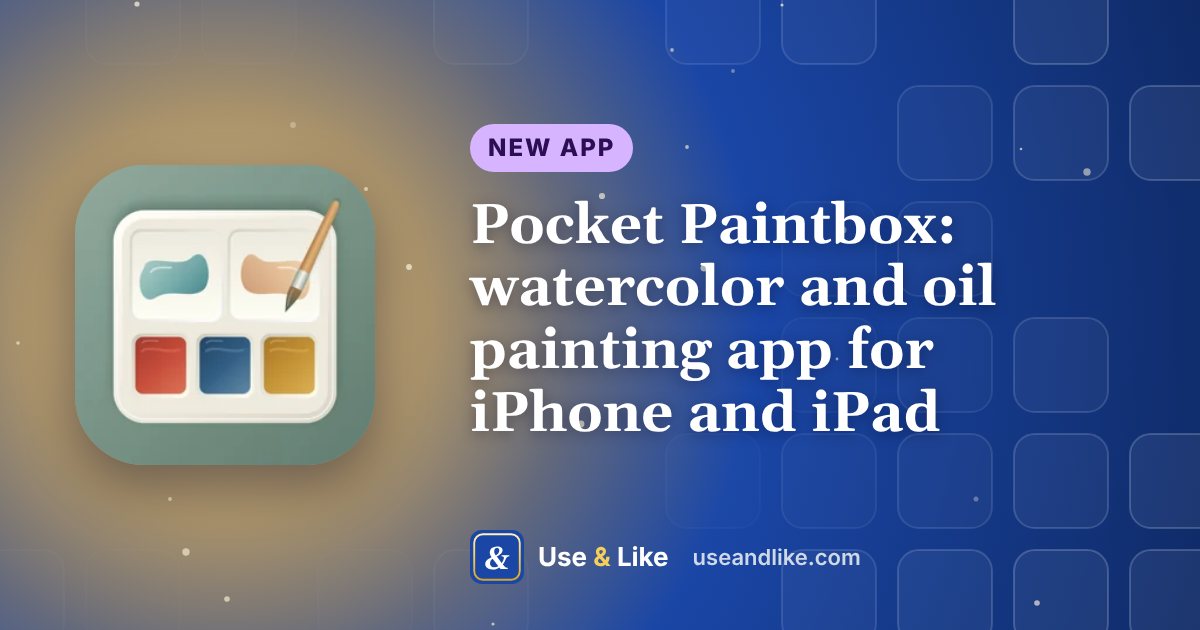 NEW APP
Pocket Paintbox:
watercolor and oil
painting app for
iPhone and iPad
& Use & Like useandlike.com